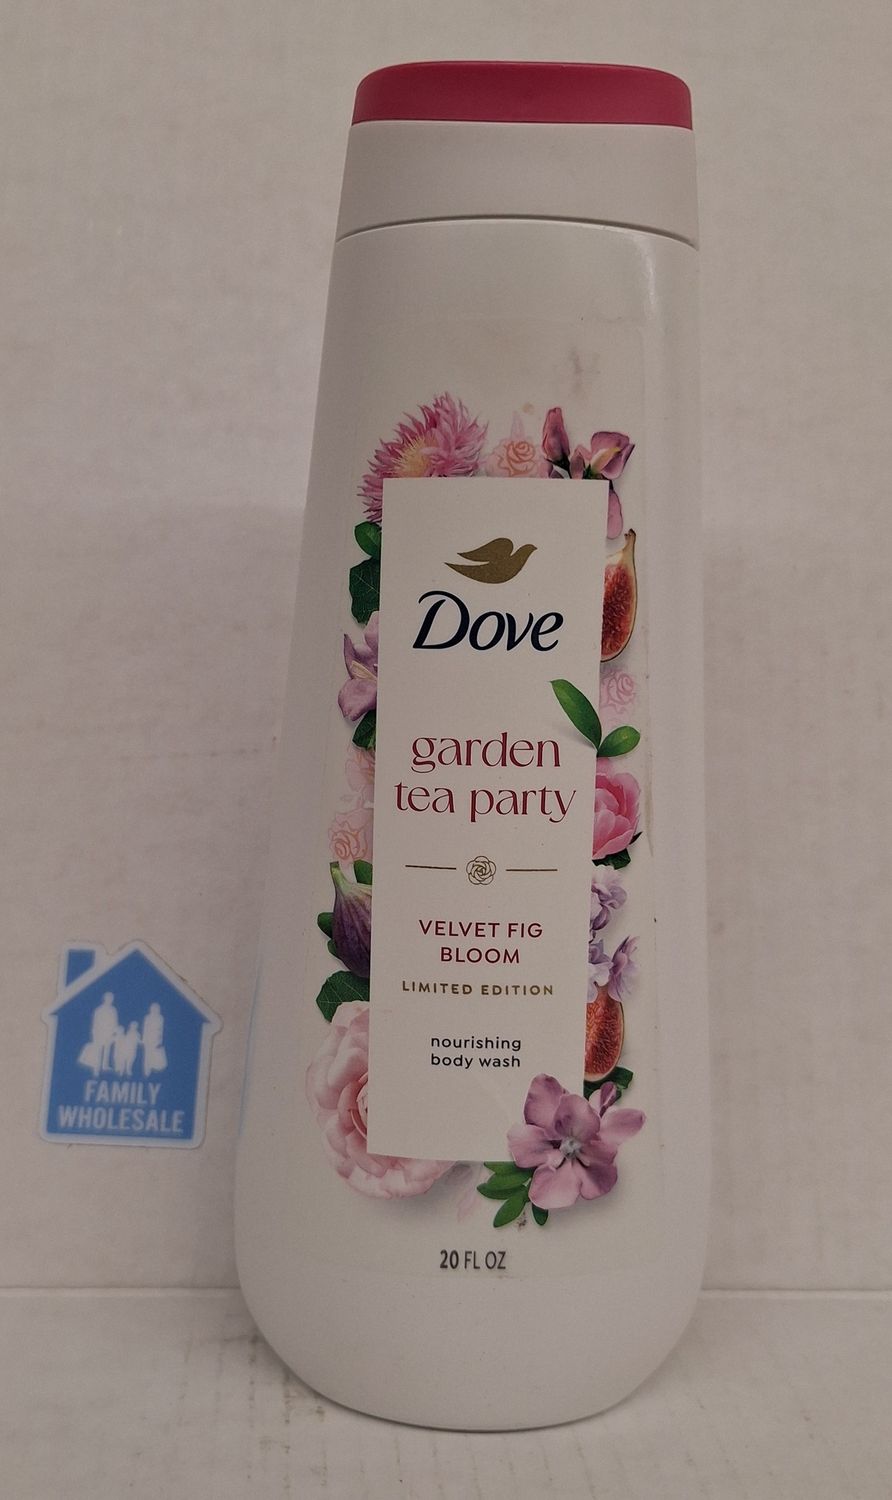 Dove
garden
tea party
VELVET FIG
BLOOM
LIMITED EDITION
nourishing
body wash
20 FL OZ
FAMILY
WHOLESALE